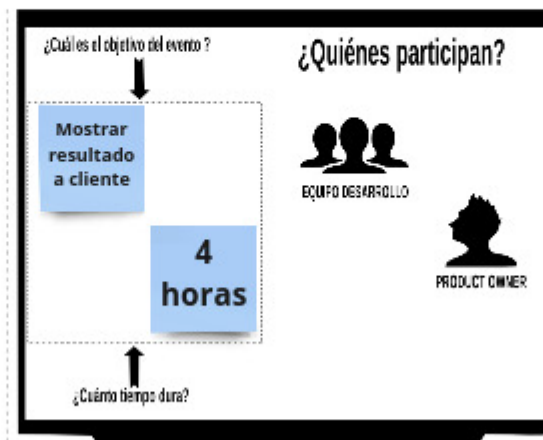 ¿Cuál es el objetivo del evento ?
¿Quiénes participan?
Mostrar
resultado
a cliente
EQUIPO DESARROLLO
4
horas
PRODUCT OWNER
¿Cuánto tiempo dura?